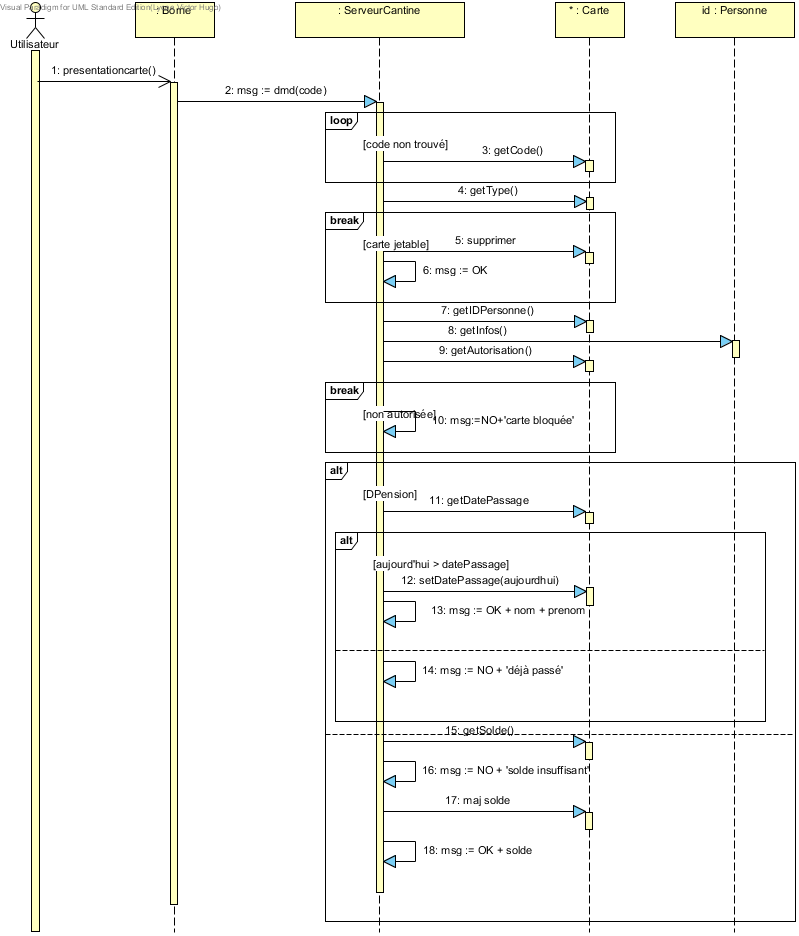 Visual Paradigm for UML Standard Edition(Lycée Victor Hugo)
: Borne
: ServeurCantine
* : Carte
id : Personne
Utilisateur
1: presentationcarte()
2: msg := dmd(code)
loop
[code non trouvé]
3: getCode()
4: getType()
break
[carte jetable]
5: supprimer
6: msg := OK
7: getIDPersonne()
8: getInfos()
9: getAutorisation()
break
[non autorisée]
10: msg:=NO+'carte bloquée'
alt
[DPension]
11: getDatePassage
alt
[aujourd'hui > datePassage]
12: setDatePassage(aujourdhui)
13: msg := OK + nom + prenom
14: msg := NO + 'déjà passé'
15: getSolde()
16: msg := NO + 'solde insuffisant'
17: maj solde
18: msg := OK + solde